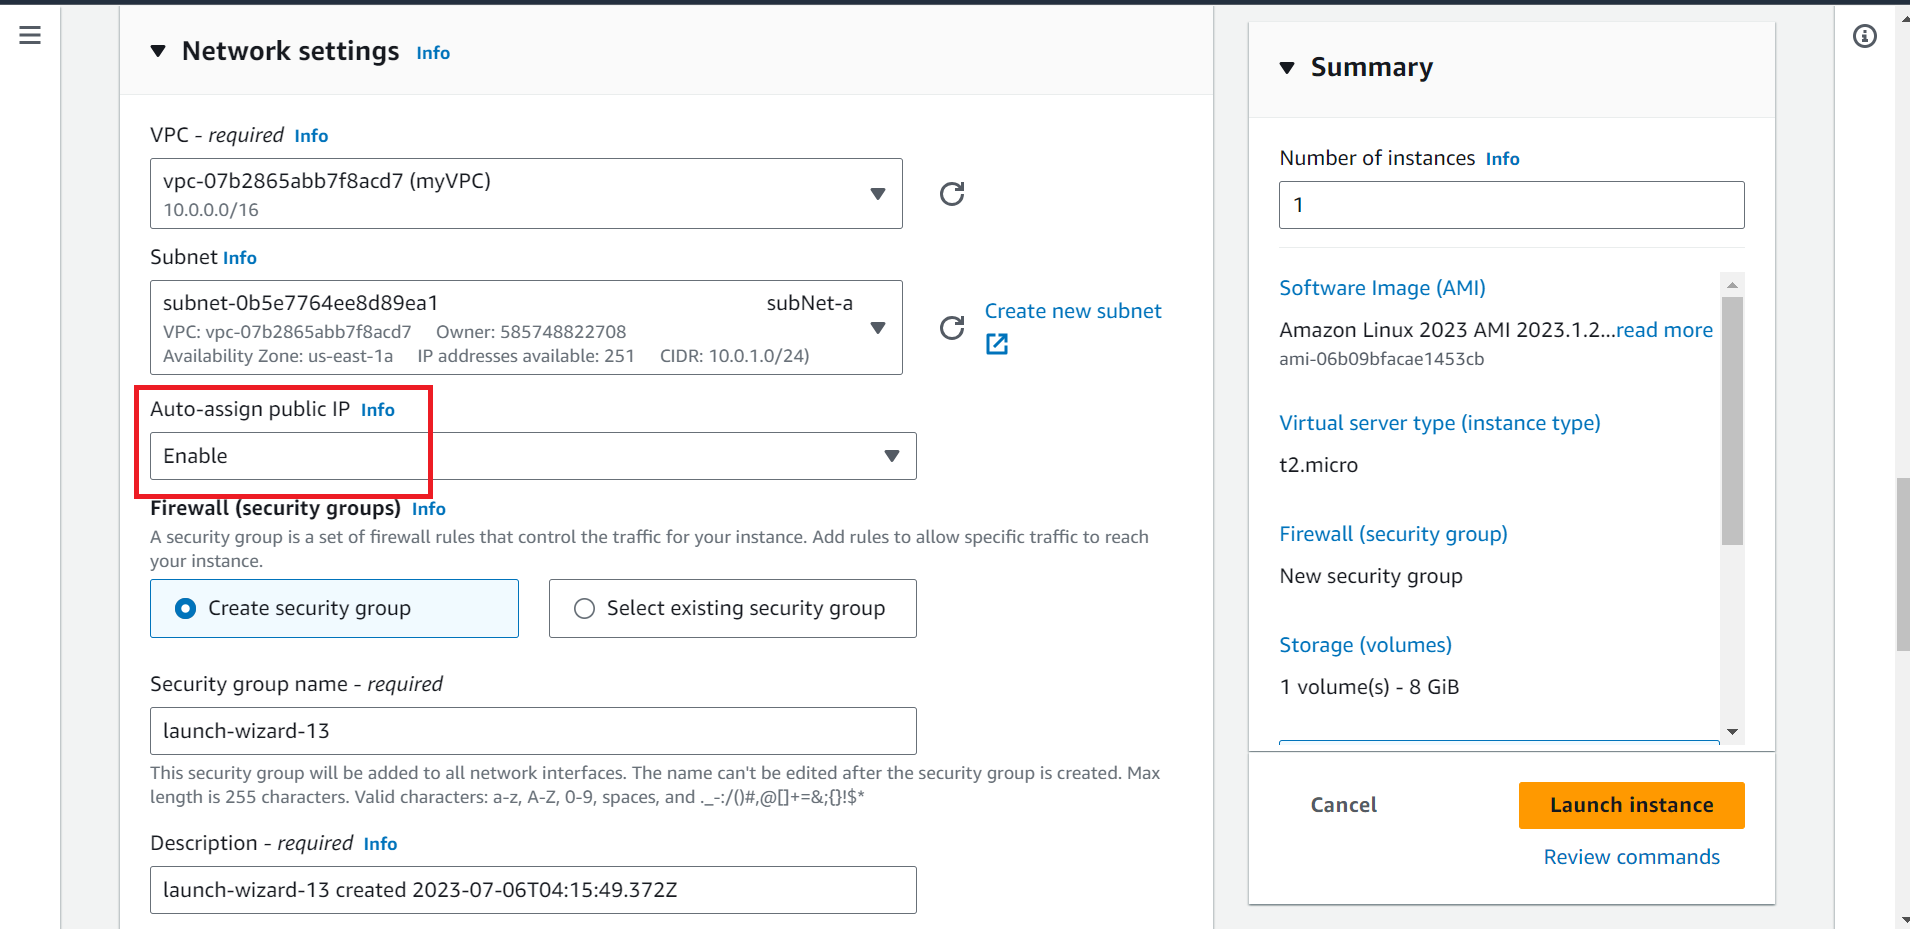 Network settings Info
VPC - required Info
vpc-07b2865abb7f8acd7 (myVPC)
10.0.0.0/16
Subnet Info
subnet-0b5e7764ee8d89ea1 subNet-a
VPC: vpc-07b2865abb7f8acd7 Owner: 585748822708
Availability Zone: us-east-1a IP addresses available: 251 CIDR: 10.0.1.0/24)
Create new subnet
Auto-assign public IP Info
Enable
Firewall (security groups) Info
A security group is a set of firewall rules that control the traffic for your instance. Add rules to allow specific traffic to reach
your instance.
Create security group
Select existing security group
Security group name - required
launch-wizard-13
This security group will be added to all network interfaces. The name can't be edited after the security group is created. Max
length is 255 characters. Valid characters: a-z, A-Z, 0-9, spaces, and ._-:/()#,@[]+=&;{}!$*
Description - required Info
launch-wizard-13 created 2023-07-06T04:15:49.372Z
Summary
Number of instances Info
1
Software Image (AMI)
Amazon Linux 2023 AMI 2023.1.2...read more
ami-06b09bfacae1453cb
Virtual server type (instance type)
t2.micro
Firewall (security group)
New security group
Storage (volumes)
1 volume(s) - 8 GiB
Cancel
Launch instance
Review commands